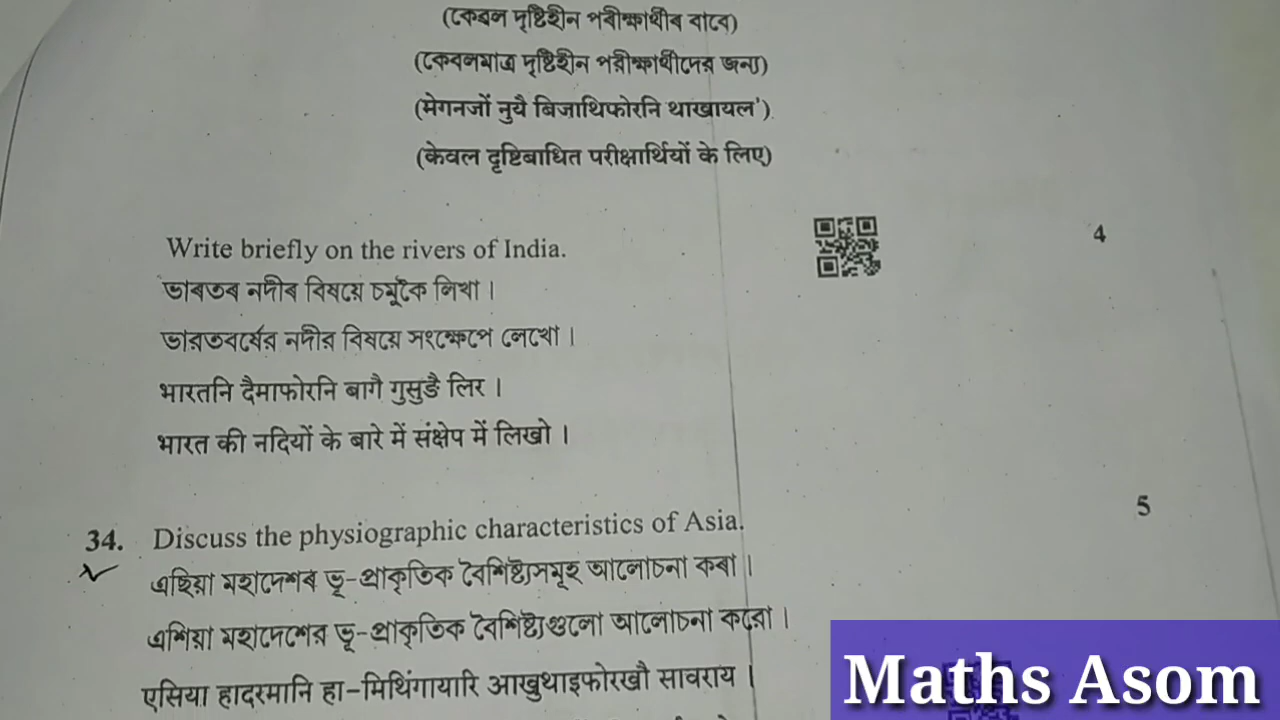 (কেৱল দৃষ্টিহীন পৰীক্ষাৰ্থীৰ বাবে)
(কেবলমাত্র দৃষ্টিহীন পরীক্ষার্থীদের জন্য)
(मेगनजों नुयै बिजाथिफोरनि थाखायल')
(केवल दृष्टिबाधित परीक्षार्थियों के लिए)
Write briefly on the rivers of India. 4
ভাৰতৰ নদীৰ বিষয়ে চমুকৈ লিখা ।
ভারতবর্ষের নদীর বিষয়ে সংক্ষেপে লেখো ।
भारतनि दैमाफोरनि बागै गुसुङै लिर ।
भारत की नदियों के बारे में संक्षेप में लिखो ।
34. Discuss the physiographic characteristics of Asia. 5
এছিয়া মহাদেশৰ ভূ-প্ৰাকৃতিক বৈশিষ্ট্যসমূহ আলোচনা কৰা ।
এশিয়া মহাদেশের ভূ-প্রাকৃতিক বৈশিষ্ট্যগুলো আলোচনা করো ।
एसिया हादरमानि हा-मिथिंगायारि आखुथाइफोरखौ सावराय ।
Maths Asom